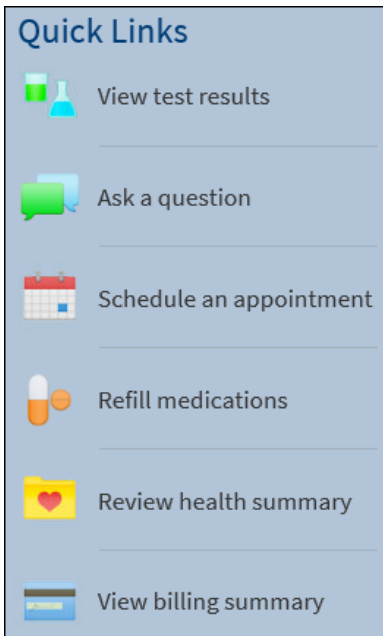 Quick Links
View test results
Ask a question
Schedule an appointment
Refill medications
Review health summary
View billing summary